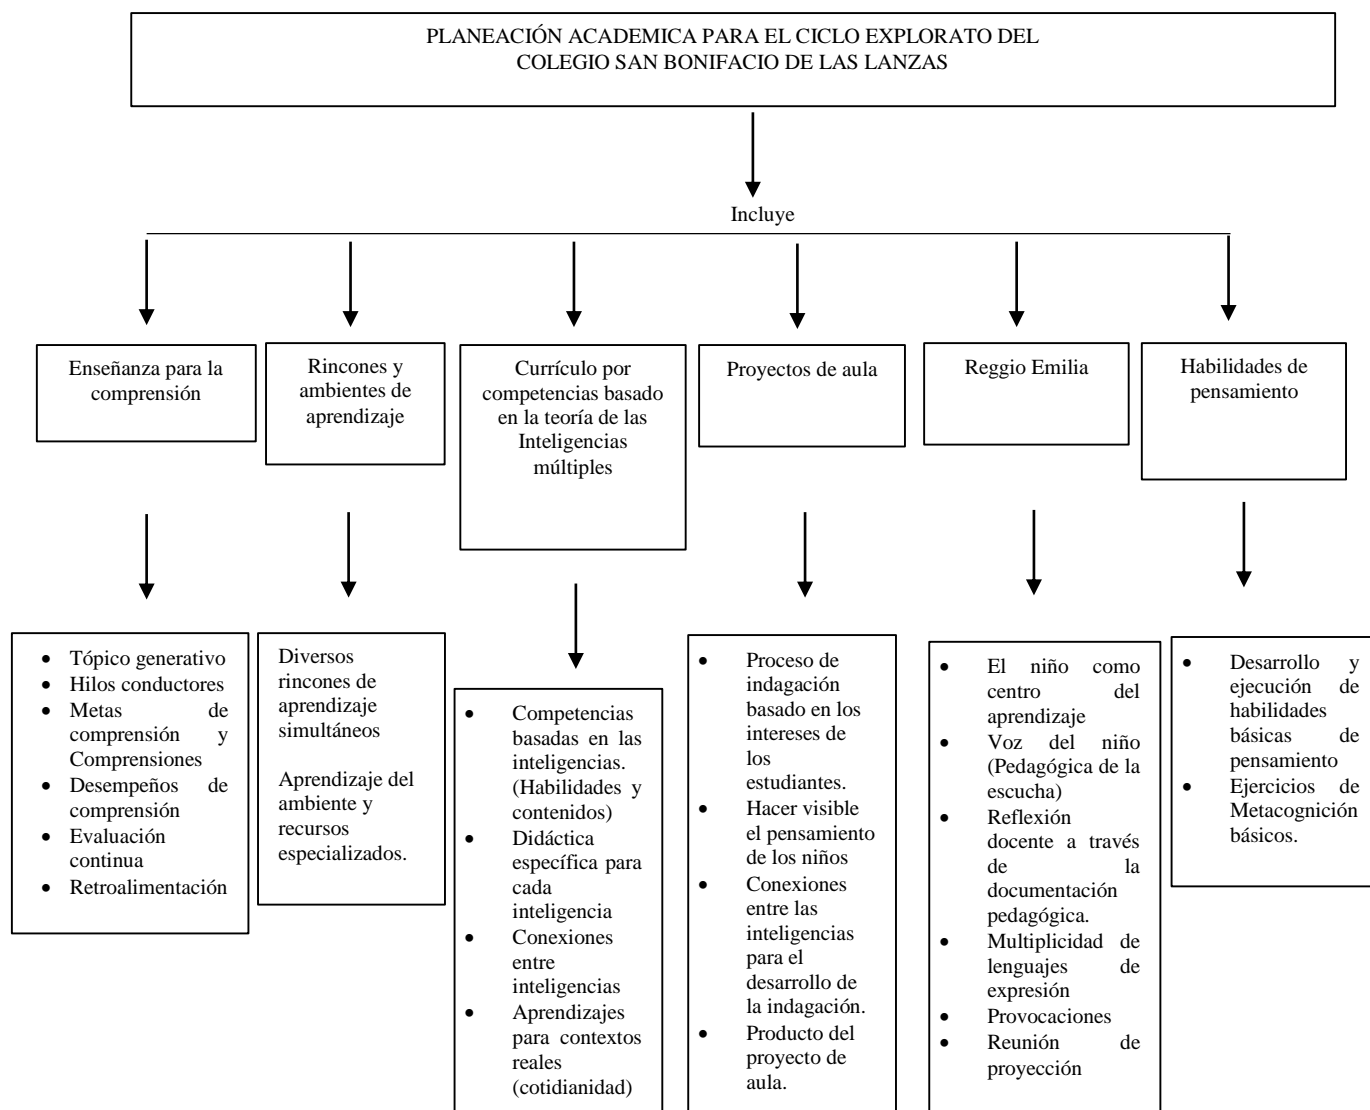 PLANEACIÓN ACADEMICA PARA EL CICLO EXPLORATO DEL
COLEGIO SAN BONIFACIO DE LAS LANZAS
Incluye
Enseñanza para la
comprensión
Rincones y
ambientes de
aprendizaje
Currículo por
competencias basado
en la teoría de las
Inteligencias
múltiples
Proyectos de aula
Reggio Emilia
Habilidades de
pensamiento
• Tópico generativo
• Hilos conductores
• Metas de
comprensión y
Comprensiones
• Desempeños de
comprensión
• Evaluación
continua
• Retroalimentación
Diversos
rincones de
aprendizaje
simultáneos
Aprendizaje del
ambiente y
recursos
especializados.
• Competencias
basadas en las
inteligencias.
(Habilidades y
contenidos)
• Didáctica
específica para
cada
inteligencia
• Conexiones
entre
inteligencias
• Aprendizajes
para contextos
reales
(cotidianidad)
• Proceso de
indagación
basado en los
intereses de
los
estudiantes.
• Hacer visible
el pensamiento
de los niños
• Conexiones
entre las
inteligencias
para el
desarrollo de
la indagación.
• Producto del
proyecto de
aula.
• El niño como
centro del
aprendizaje
• Voz del niño
(Pedagógica de la
escucha)
• Reflexión
docente a través
de la
documentación
pedagógica.
• Multiplicidad de
lenguajes de
expresión
• Provocaciones
• Reunión de
proyección
• Desarrollo y
ejecución de
habilidades
básicas de
pensamiento
• Ejercicios de
Metacognición
básicos.